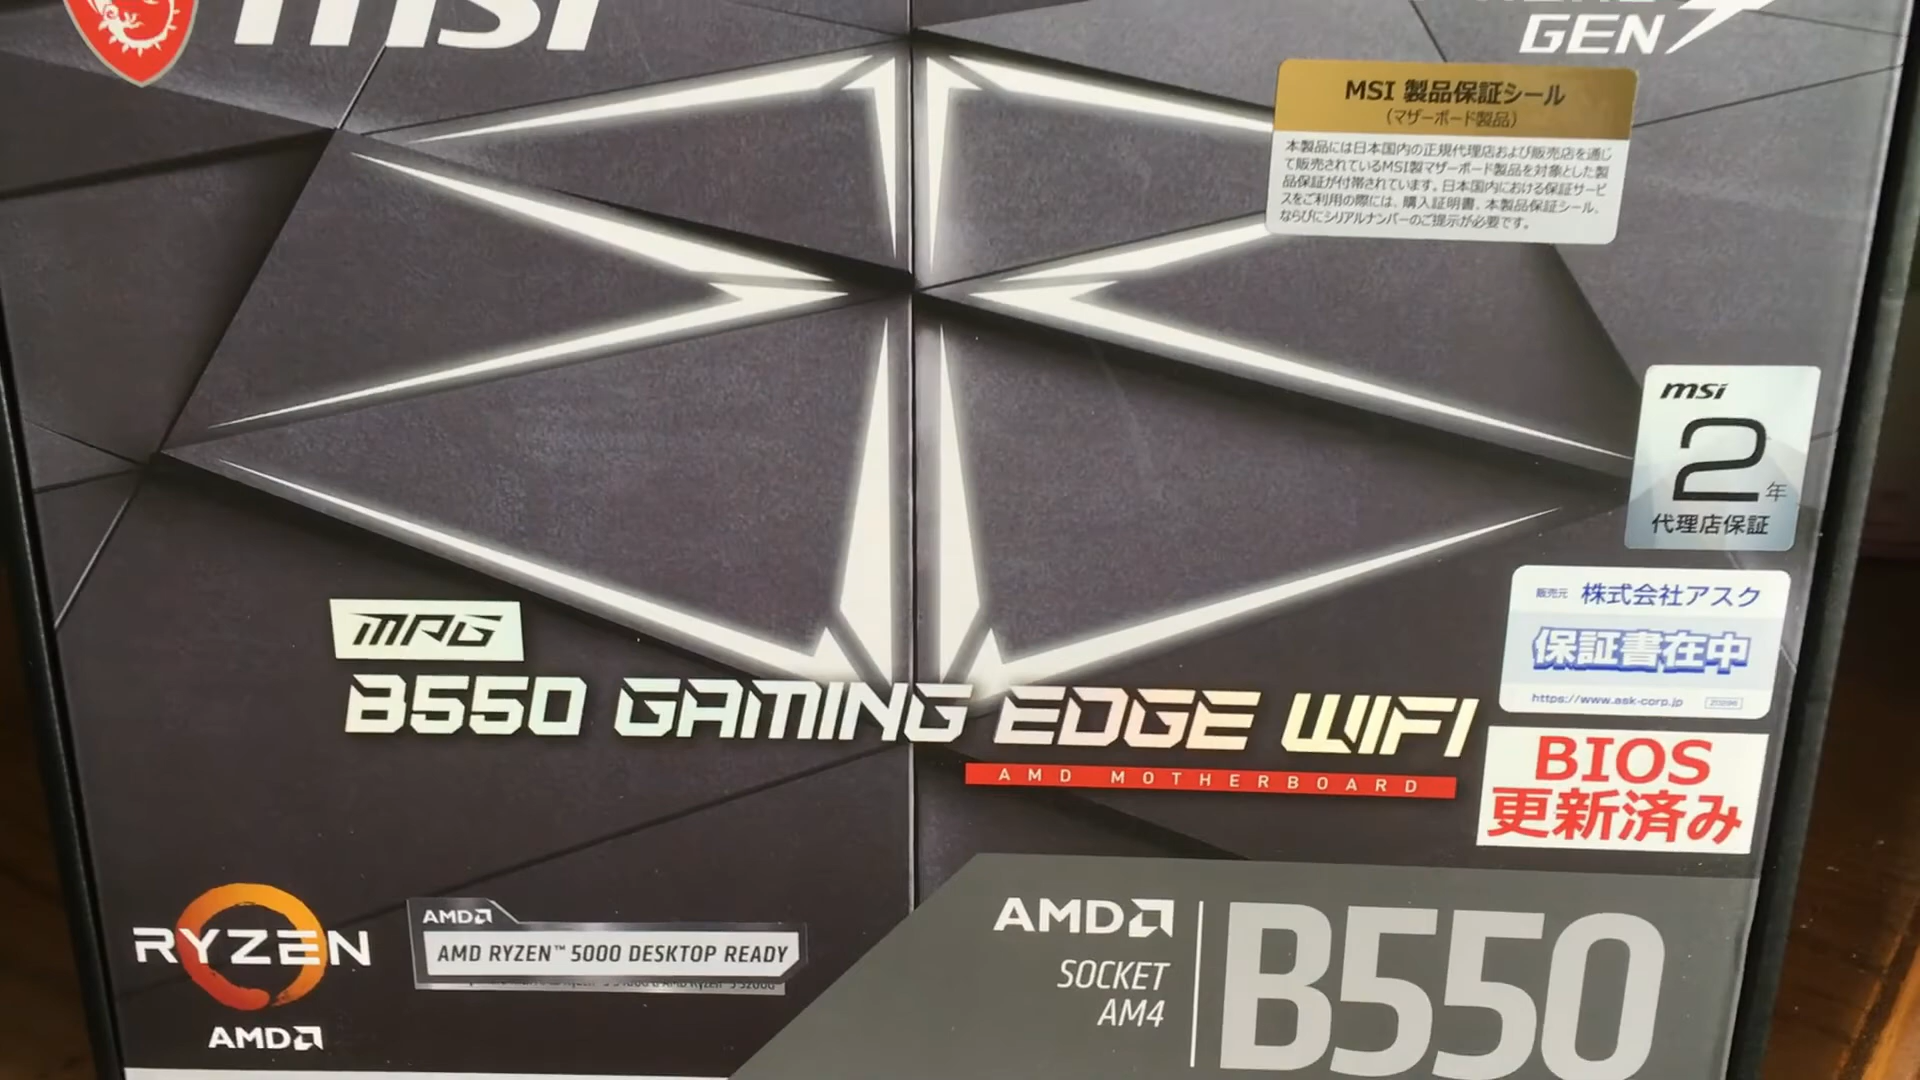 msi
GEN
MSI 製品保証シール
(マザーボード製品)
本製品には日本国内の正規代理店および販売店を通じ
て販売されているMSI製マザーボード製品を対象とした製
品保証が付帯されています。日本国内における保証サービ
スをご利用の際には、購入証明書、本製品保証シール、
ならびにシリアルナンバーのご提示が必要です。
msi
2年
代理店保証
販売元 株式会社アスク
保証書在中
https://www.ask-corp.jp
MPG
B550 GAMING EDGE WIFI
AMD MOTHERBOARD
BIOS
更新済み
RYZEN
AMD
AMD
AMD RYZEN™ 5000 DESKTOP READY
AMD
SOCKET
AM4
B550